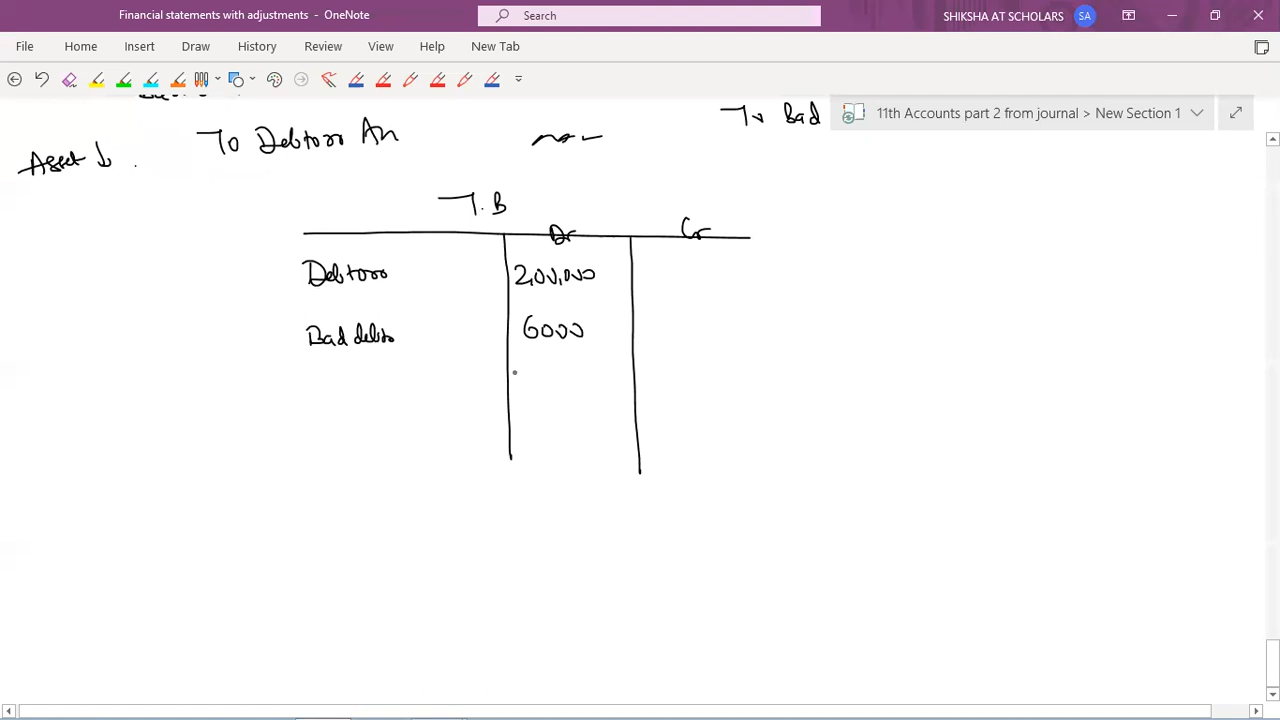 Financial statements with adjustments - OneNote
Search
SHIKSHA AT SCHOLARS SA
File Home Insert Draw History Review View Help New Tab
11th Accounts part 2 from journal > New Section 1
To Bad
To Debtors A/c
Asset ↓
T.B
Dr Cr
Debtors 2,00,000
Bad debts 6000